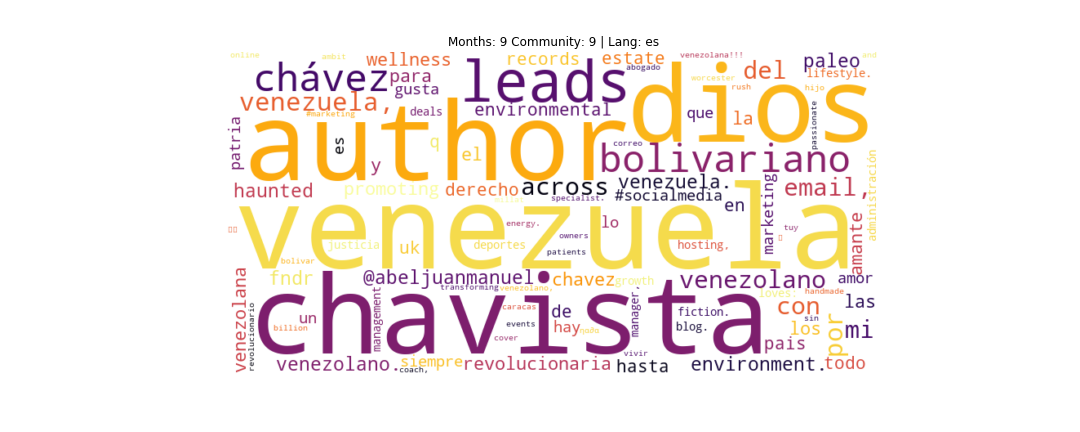 Months: 9 Community: 9 | Lang: es
online
ambit
wellness
records
estate
venezolana!!!
and
chávez
para
leads
abogado
del
paleo
lifestyle.
gusta
worcester
dios
rush
hijo
venezuela,
#marketing
deals
environmental
que
la
passionate
patria
author
es
y
q
el
correo
bolivariano
administración
haunted
promoting
derecho
across
venezuela.
#socialmedia
marketing
email,
specialist.
en
amante
venezuela
energy.
lo
tuy
justicia
uk
deportes
owners
patients
hosting.
bolivar
fndr
@abeljuanmanuel
chavez
growth
venezolano
amor
transforming
venezolano.
loves:
handmade
con
las
venezolana
revolucionario
chavista
management
caracas
de
manager,
fiction.
un
billion
events
hay
nada
blog.
los
sin
por
mi
cover
pais
vivir
venezolano.
siempre
coach,
revolucionaria
hasta
environment.
todo